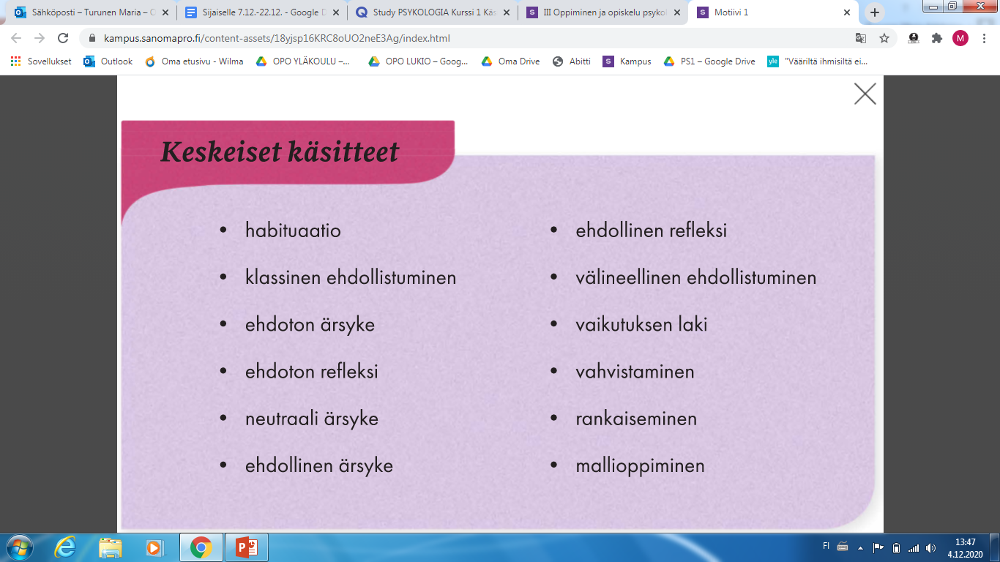 Sähköposti – Turunen Maria – O
Sijaiselle 7.12.-22.12. - Google D
Study PSYKOLOGIA Kurssi 1 Käs
III Oppiminen ja opiskelu psykol
Motiivi 1
kampus.sanomapro.fi/content-assets/18yjsp16KRC8oUO2neE3Ag/index.html
M
Sovellukset
Outlook
Oma etusivu - Wilma
OPO YLÄKOULU –...
OPO LUKIO – Goog...
Oma Drive
Abitti
Kampus
PS1 – Google Drive
yle
"Vääriltä ihmisiltä ei...
Keskeiset käsitteet
• habituaatio
• klassinen ehdollistuminen
• ehdoton ärsyke
• ehdoton refleksi
• neutraali ärsyke
• ehdollinen ärsyke
• ehdollinen refleksi
• välineellinen ehdollistuminen
• vaikutuksen laki
• vahvistaminen
• rankaiseminen
• mallioppiminen
FI
13:47
4.12.2020